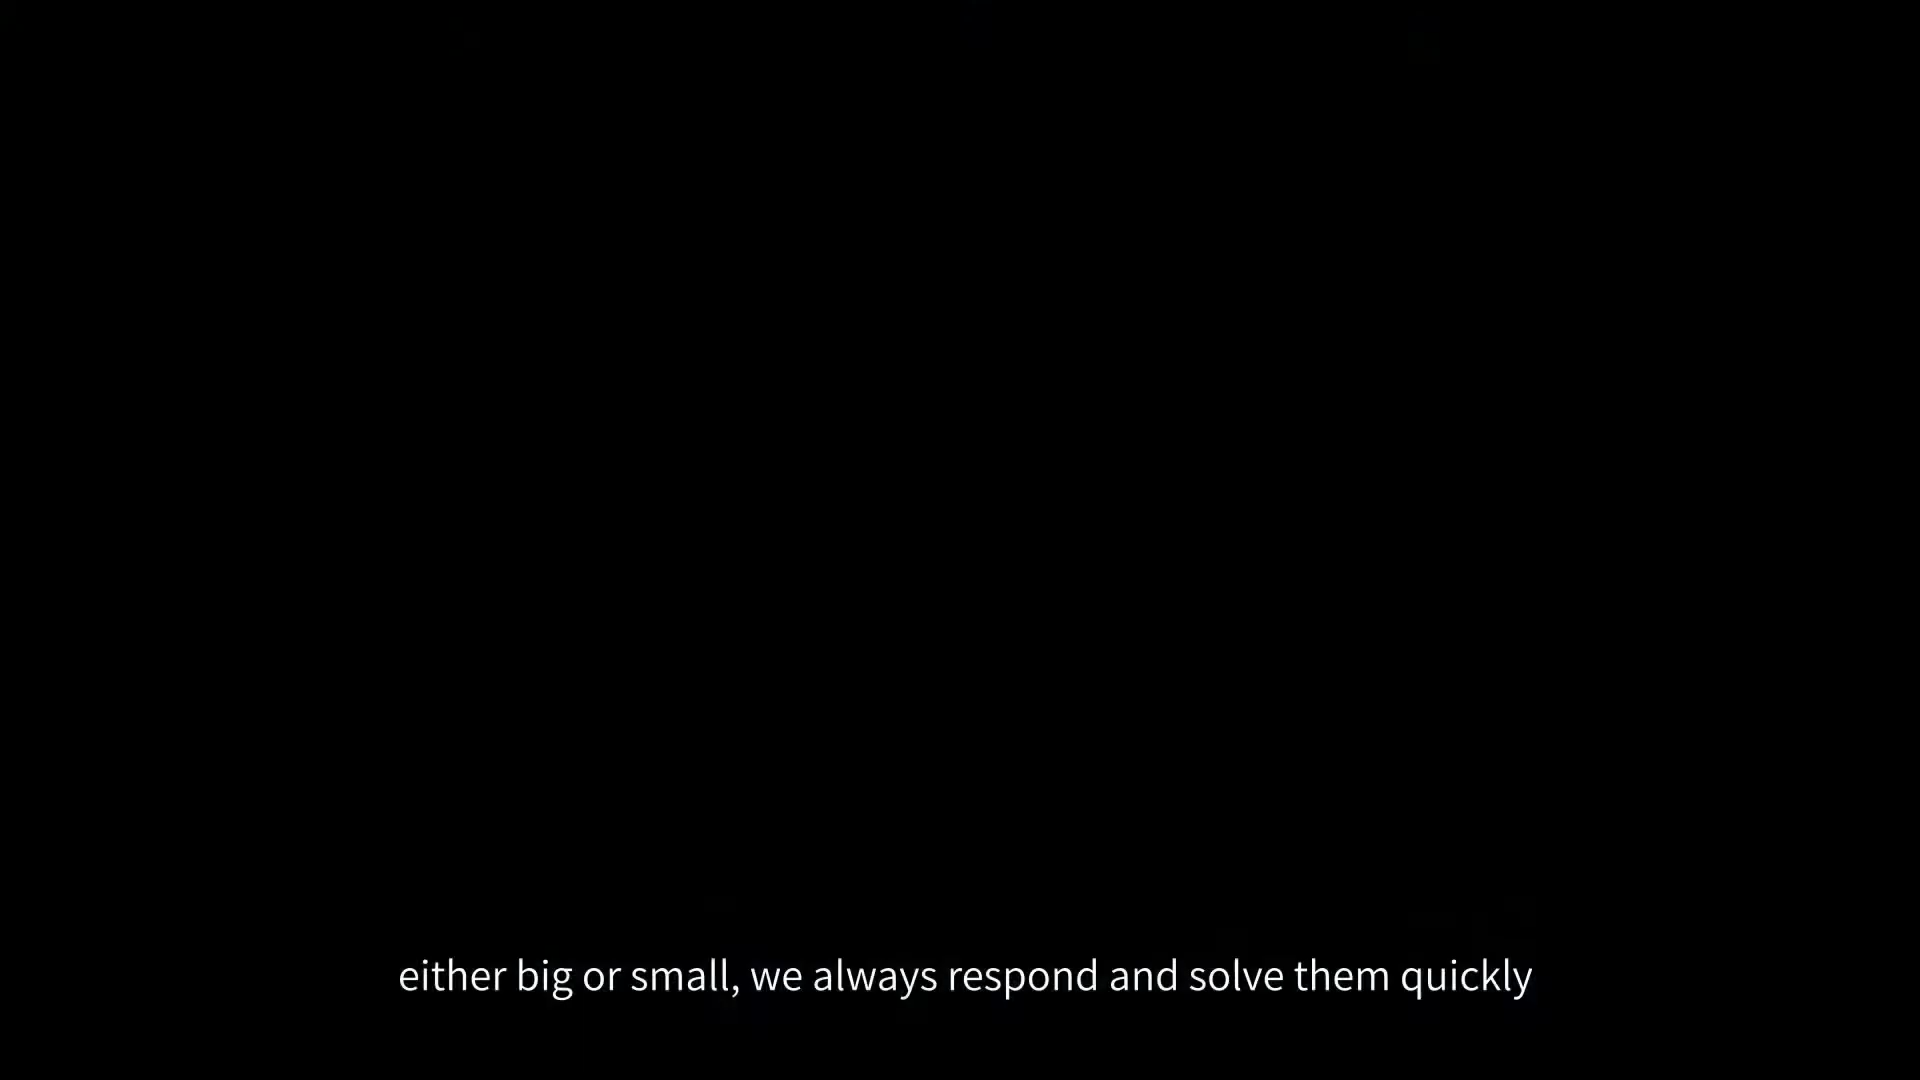 either big or small, we always respond and solve them quickly